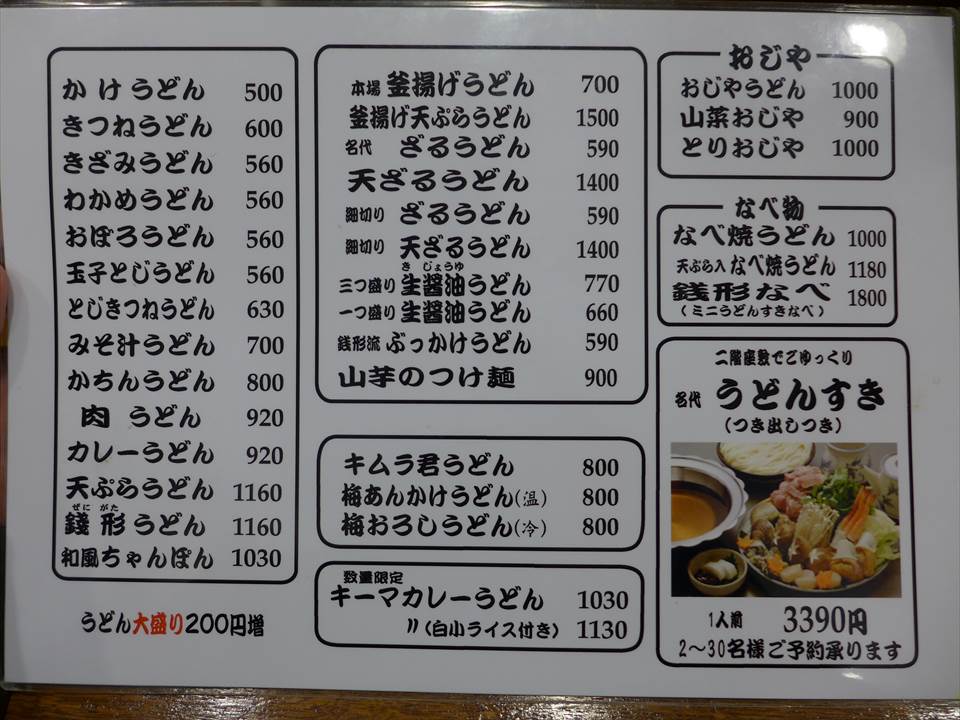 かけうどん 500
きつねうどん 600
きざみうどん 560
わかめうどん 560
おぼろうどん 560
玉子とじうどん 560
とじきつねうどん 630
みそ汁うどん 700
かちんうどん 800
肉うどん 920
カレーうどん 920
天ぷらうどん 1160
ぜに がた
銭形うどん 1160
和風ちゃんぽん 1030
うどん大盛り200円増
本場 釜揚げうどん 700
釜揚げ天ぷらうどん 1500
名代 ざるうどん 590
天ざるうどん 1400
細切り ざるうどん 590
細切り 天ざるうどん 1400
き じょうゆ
三つ盛り 生醤油うどん 770
一つ盛り 生醤油うどん 660
銭形流 ぶっかけうどん 590
山芋のつけ麺 900
キムラ君うどん 800
梅あんかけうどん(温) 800
梅おろしうどん(冷) 800
数量限定
キーマカレーうどん 1030
〃(白小ライス付き) 1130
おじや
おじやうどん 1000
山菜おじや 900
とりおじや 1000
なべ物
なべ焼うどん 1000
天ぷら入 なべ焼うどん 1180
銭形なべ 1800
(ミニうどんすきなべ)
二階座敷でごゆっくり
名代 うどんすき
(つき出しつき)
1人前 3390円
2～30名様ご予約承ります